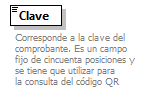 Clave
Corresponde a la clave del
comprobante. Es un campo
fijo de cincuenta posiciones y
se tiene que utilizar para
la consulta del código QR